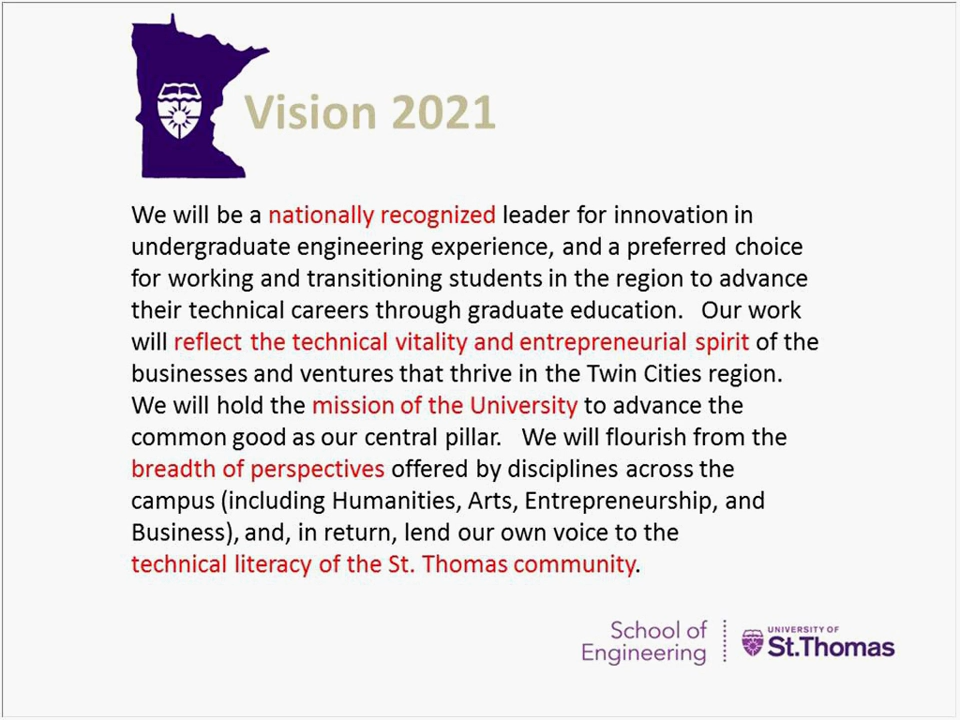 Vision 2021
We will be a nationally recognized leader for innovation in
undergraduate engineering experience, and a preferred choice
for working and transitioning students in the region to advance
their technical careers through graduate education. Our work
will reflect the technical vitality and entrepreneurial spirit of the
businesses and ventures that thrive in the Twin Cities region.
We will hold the mission of the University to advance the
common good as our central pillar. We will flourish from the
breadth of perspectives offered by disciplines across the
campus (including Humanities, Arts, Entrepreneurship, and
Business), and, in return, lend our own voice to the
technical literacy of the St. Thomas community.
School of
Engineering
UNIVERSITY OF
St.Thomas